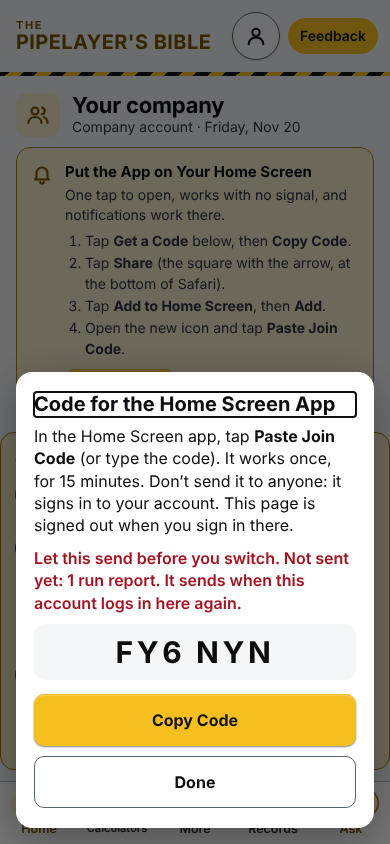 THE
PIPELAYER'S BIBLE
Feedback
Your company
Company account · Friday, Nov 20
Put the App on Your Home Screen
One tap to open, works with no signal, and
notifications work there.
1. Tap Get a Code below, then Copy Code.
2. Tap Share (the square with the arrow, at
the bottom of Safari).
3. Tap Add to Home Screen, then Add.
4. Open the new icon and tap Paste Join
Code.
Code for the Home Screen App
In the Home Screen app, tap Paste Join
Code (or type the code). It works once,
for 15 minutes. Don’t send it to anyone: it
signs in to your account. This page is
signed out when you sign in there.
Let this send before you switch. Not sent
yet: 1 run report. It sends when this
account logs in here again.
FY6 NYN
Copy Code
Done
Home
Calculators
More
Records
Ask